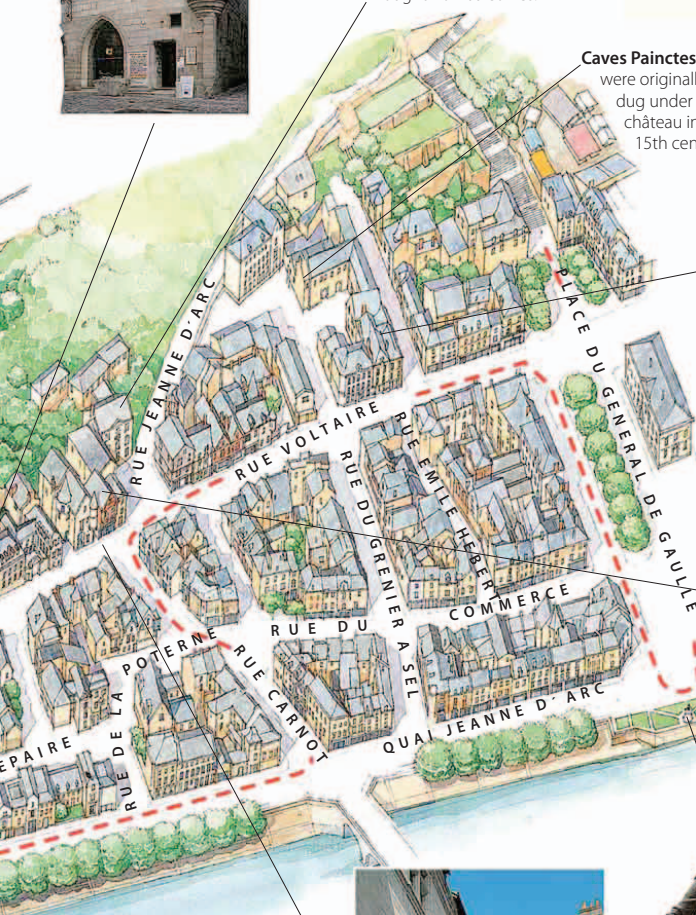 Caves Painctes
were originall
dug under
château in
15th cen
RUE JEANNE D'ARC
PLACE DU GENERAL DE GAULLE
RUE VOLTAIRE
RUE EMILE HEBERT
RUE DU GRENIER A SEL
RUE DU COMMERCE
RUE DE LA POTERNE
RUE CARNOT
QUAI JEANNE D'ARC
EPAIRE